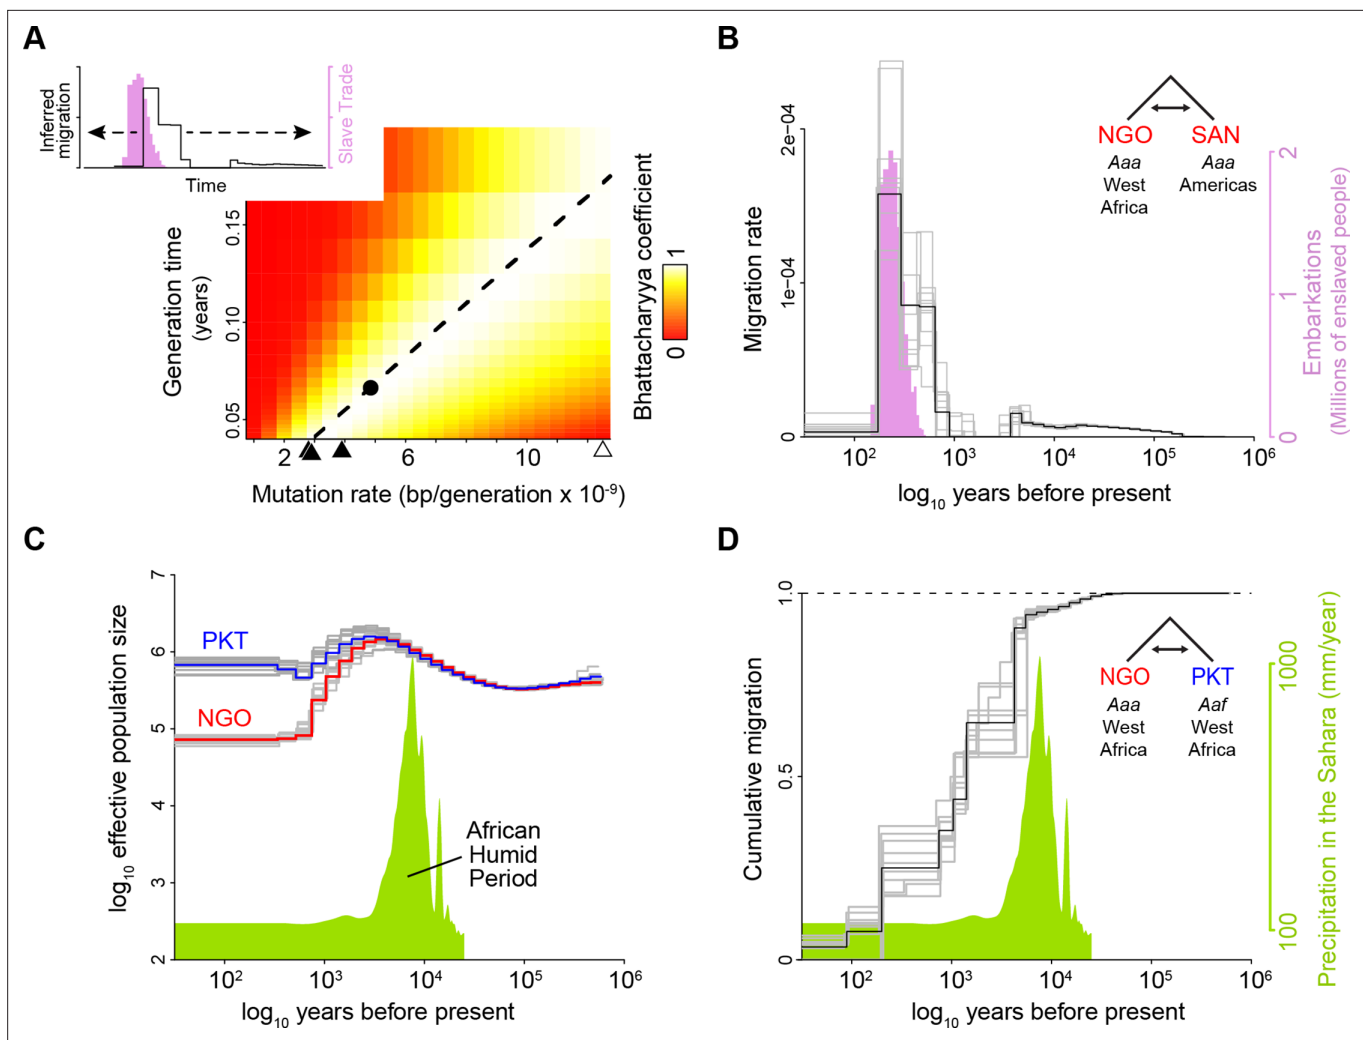 A
Inferred
migration
Slave Trade
Time
Generation time
(years)
0.05
0.10
0.15
2
6
10
Mutation rate (bp/generation x 10⁻⁹)
Bhattacharyya coefficient
0
1
B
Migration rate
0
1e−04
2e−04
NGO
Aaa
West
Africa
SAN
Aaa
Americas
Embarkations
(Millions of enslaved people)
0
1
2
10²
10³
10⁴
10⁵
10⁶
log₁₀ years before present
C
log₁₀ effective population size
2
3
4
5
6
7
PKT
NGO
African
Humid
Period
10²
10³
10⁴
10⁵
10⁶
log₁₀ years before present
D
Cumulative migration
0
0.5
1.0
NGO
Aaa
West
Africa
PKT
Aaf
West
Africa
Precipitation in the Sahara (mm/year)
100
1000
10²
10³
10⁴
10⁵
10⁶
log₁₀ years before present